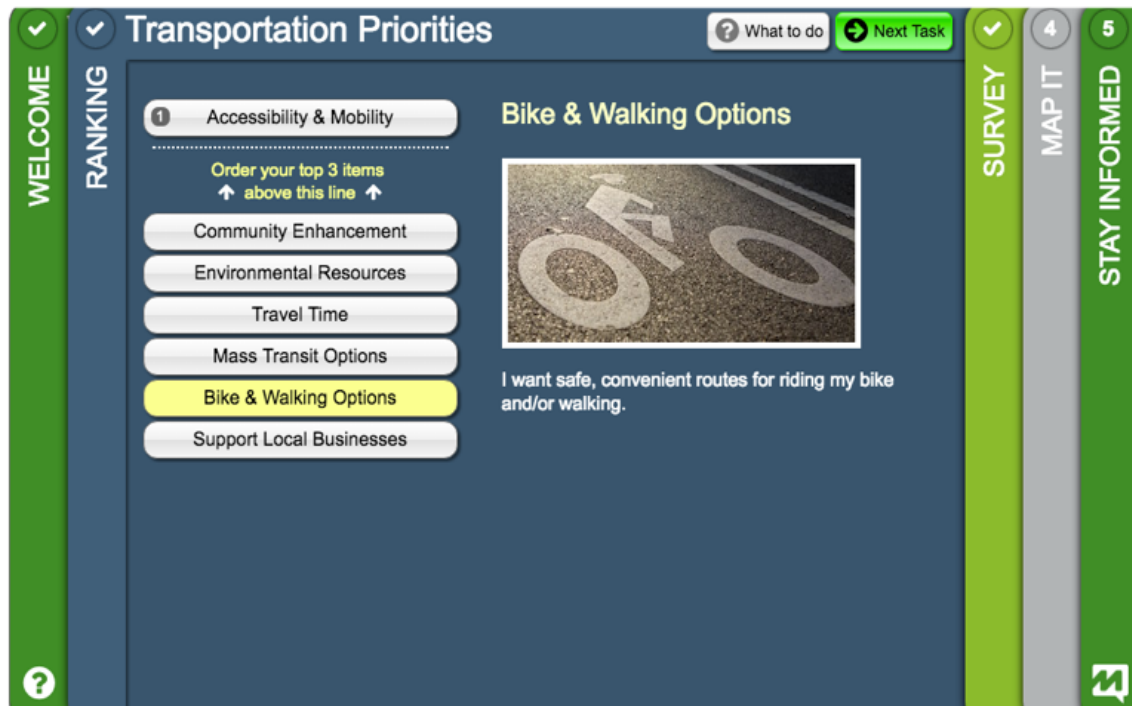 WELCOME
RANKING
Transportation Priorities
? What to do
Next Task
1 Accessibility & Mobility
Order your top 3 items
↑ above this line ↑
Community Enhancement
Environmental Resources
Travel Time
Mass Transit Options
Bike & Walking Options
Support Local Businesses
Bike & Walking Options
I want safe, convenient routes for riding my bike
and/or walking.
SURVEY
4
MAP IT
5
STAY INFORMED
?